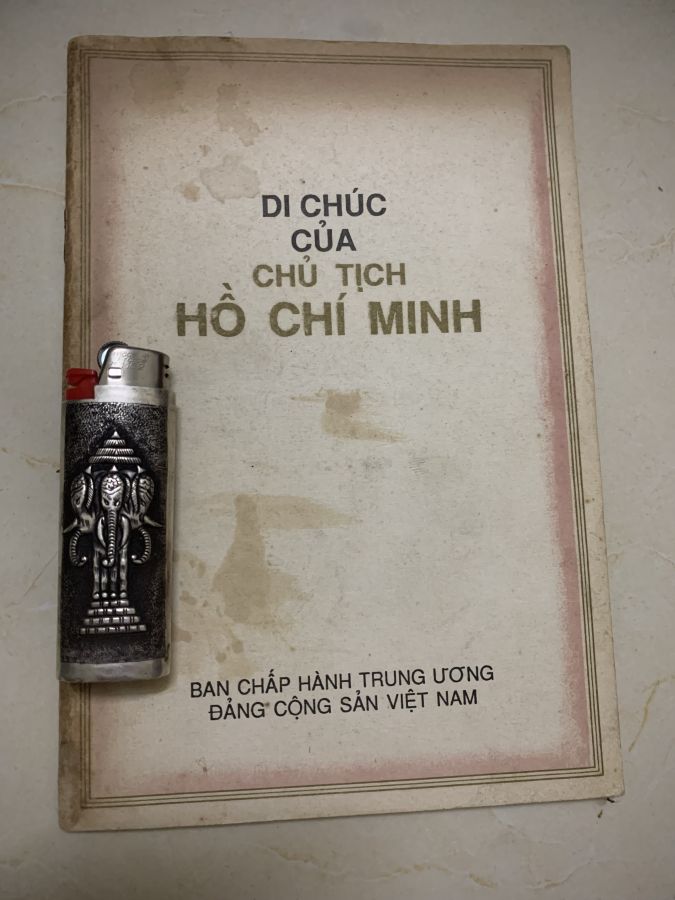 DI CHÚC
CỦA
CHỦ TỊCH
HỒ CHÍ MINH
BAN CHẤP HÀNH TRUNG ƯƠNG
ĐẢNG CỘNG SẢN VIỆT NAM